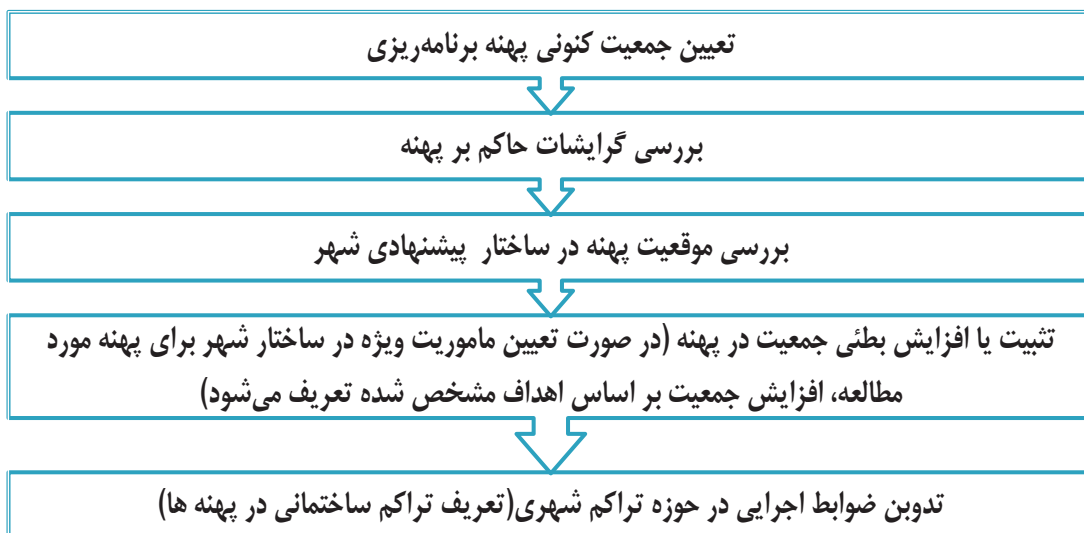 تعیین جمعیت کنونی پهنه برنامه‌ریزی
بررسی گرایشات حاکم بر پهنه
بررسی موقعیت پهنه در ساختار پیشنهادی شهر
تثبیت یا افزایش بطئی جمعیت در پهنه (در صورت تعیین ماموریت ویژه در ساختار شهر برای پهنه مورد
مطالعه، افزایش جمعیت بر اساس اهداف مشخص شده تعریف می‌شود)
تدوبن ضوابط اجرایی در حوزه تراکم شهری(تعریف تراکم ساختمانی در پهنه ها)